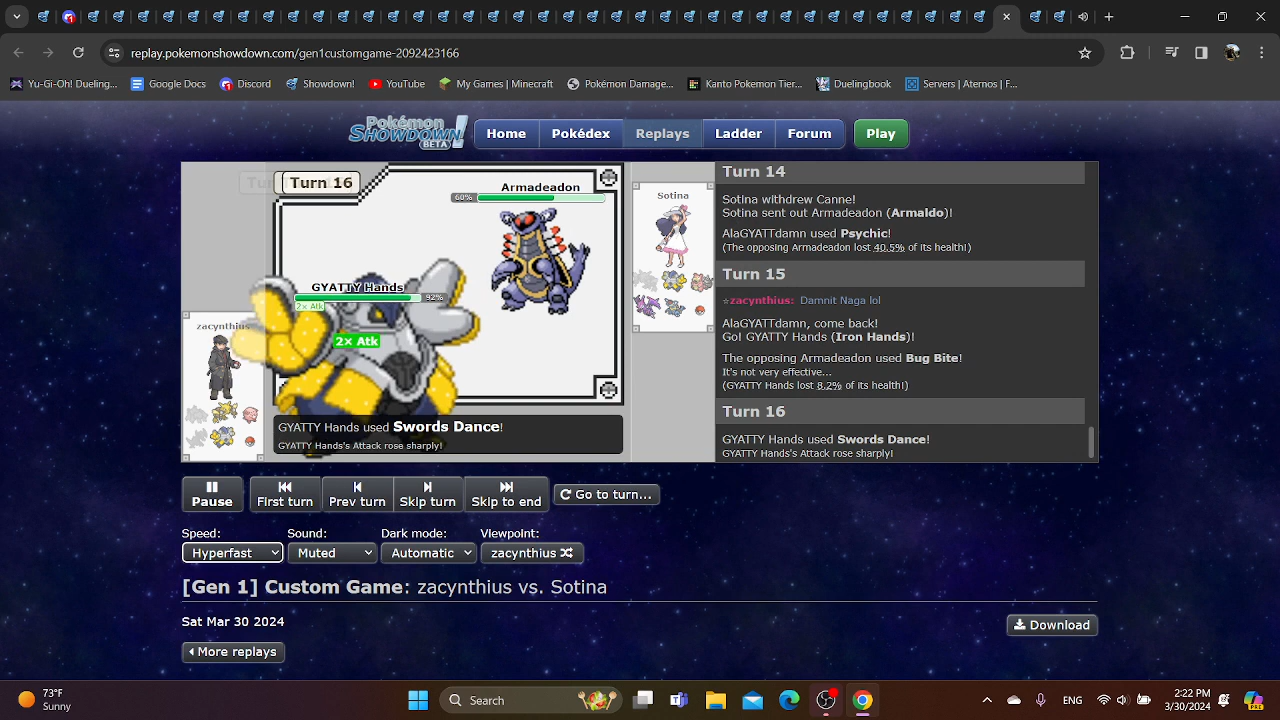 replay.pokemonshowdown.com/gen1customgame-2092423166
Yu-Gi-Oh! Dueling...
Google Docs
Discord
Showdown!
YouTube
My Games | Minecraft
Pokémon Damage...
Kanto Pokemon Tier...
Duelingbook
Servers | Aternos | F...
Pokémon
SHOWDOWN!
BETA
Home
Pokédex
Replays
Ladder
Forum
Play
Turn 16
Armadeadon
60%
GYATTY Hands
92%
2× Atk
2× Atk
zacynthius
GYATTY Hands used Swords Dance!
GYATTY Hands's Attack rose sharply!
Sotina
Turn 14
Sotina withdrew Canne!
Sotina sent out Armadeadon (Armaldo)!
AlaGYATTdamn used Psychic!
(The opposing Armadeadon lost 40.5% of its health!)
Turn 15
☆zacynthius: Damnit Naga lol
AlaGYATTdamn, come back!
Go! GYATTY Hands (Iron Hands)!
The opposing Armadeadon used Bug Bite!
It's not very effective...
(GYATTY Hands lost 8.2% of its health!)
Turn 16
GYATTY Hands used Swords Dance!
GYATTY Hands's Attack rose sharply!
Pause
First turn
Prev turn
Skip turn
Skip to end
Go to turn...
Speed:
Sound:
Dark mode:
Viewpoint:
Hyperfast
Muted
Automatic
zacynthius
[Gen 1] Custom Game: zacynthius vs. Sotina
Sat Mar 30 2024
Download
More replays
73°F
Sunny
Search
ENG
2:22 PM
3/30/2024
PRE